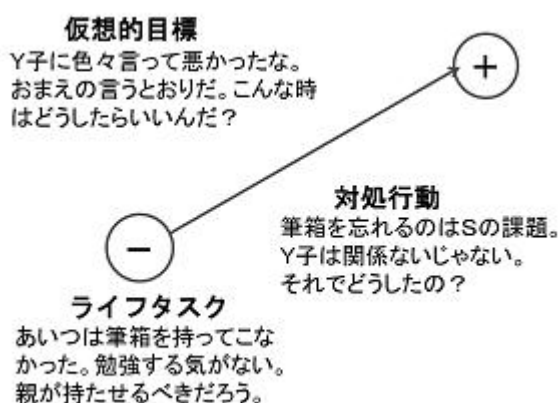 仮想的目標
Y子に色々言って悪かったな。
おまえの言うとおりだ。こんな時
はどうしたらいいんだ？
+
対処行動
筆箱を忘れるのはSの課題。
Y子は関係ないじゃない。
それでどうしたの？
−
ライフタスク
あいつは筆箱を持ってこな
かった。勉強する気がない。
親が持たせるべきだろう。